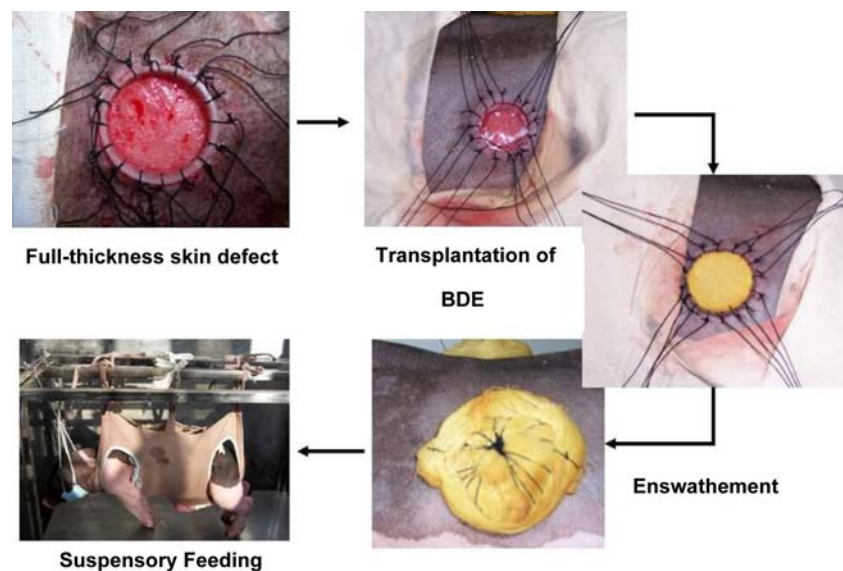 Full-thickness skin defect
Transplantation of
BDE
Enswathement
Suspensory Feeding